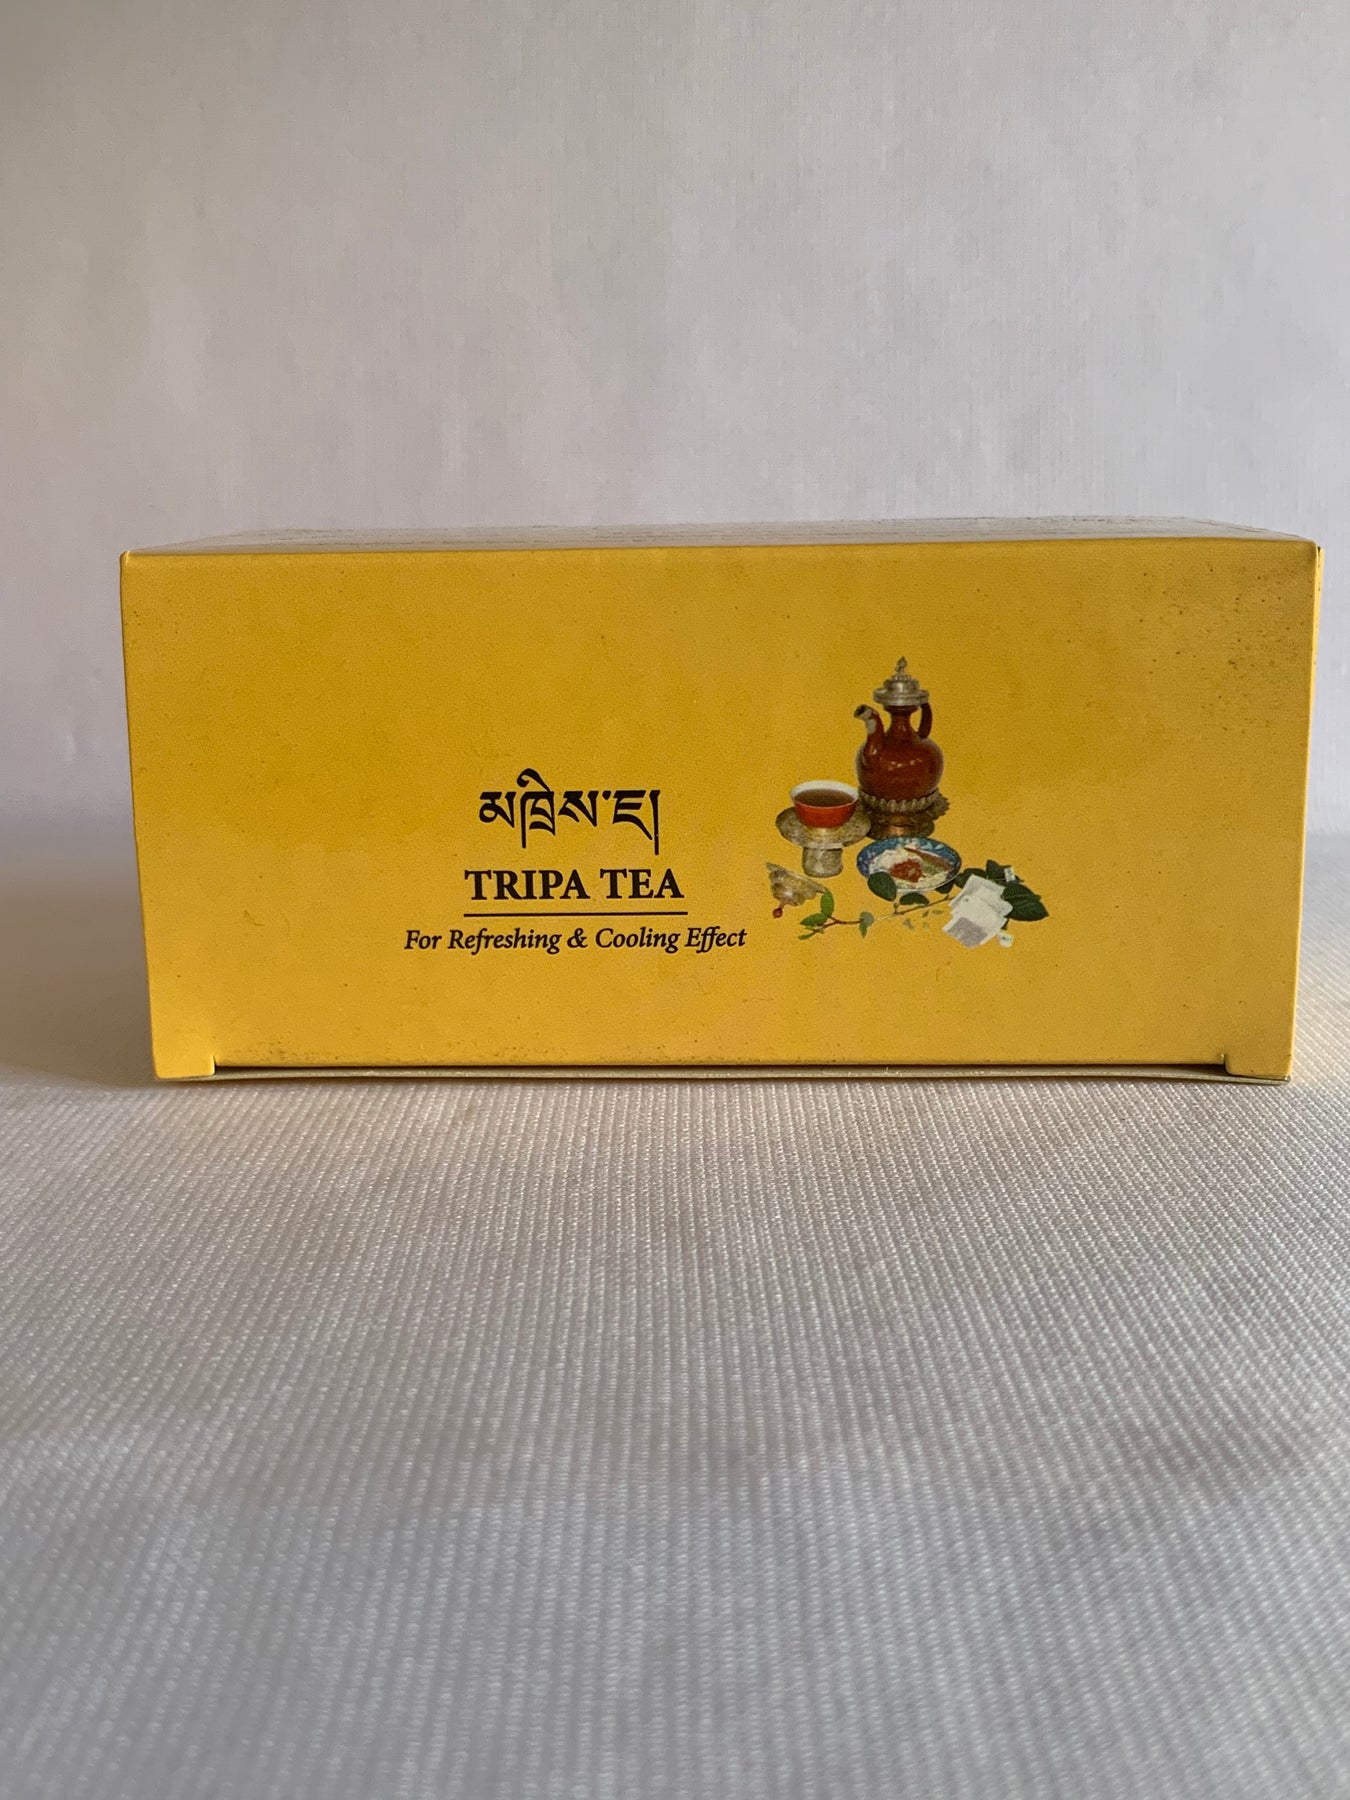 མཁྲིས་ཇ།
TRIPA TEA
For Refreshing & Cooling Effect